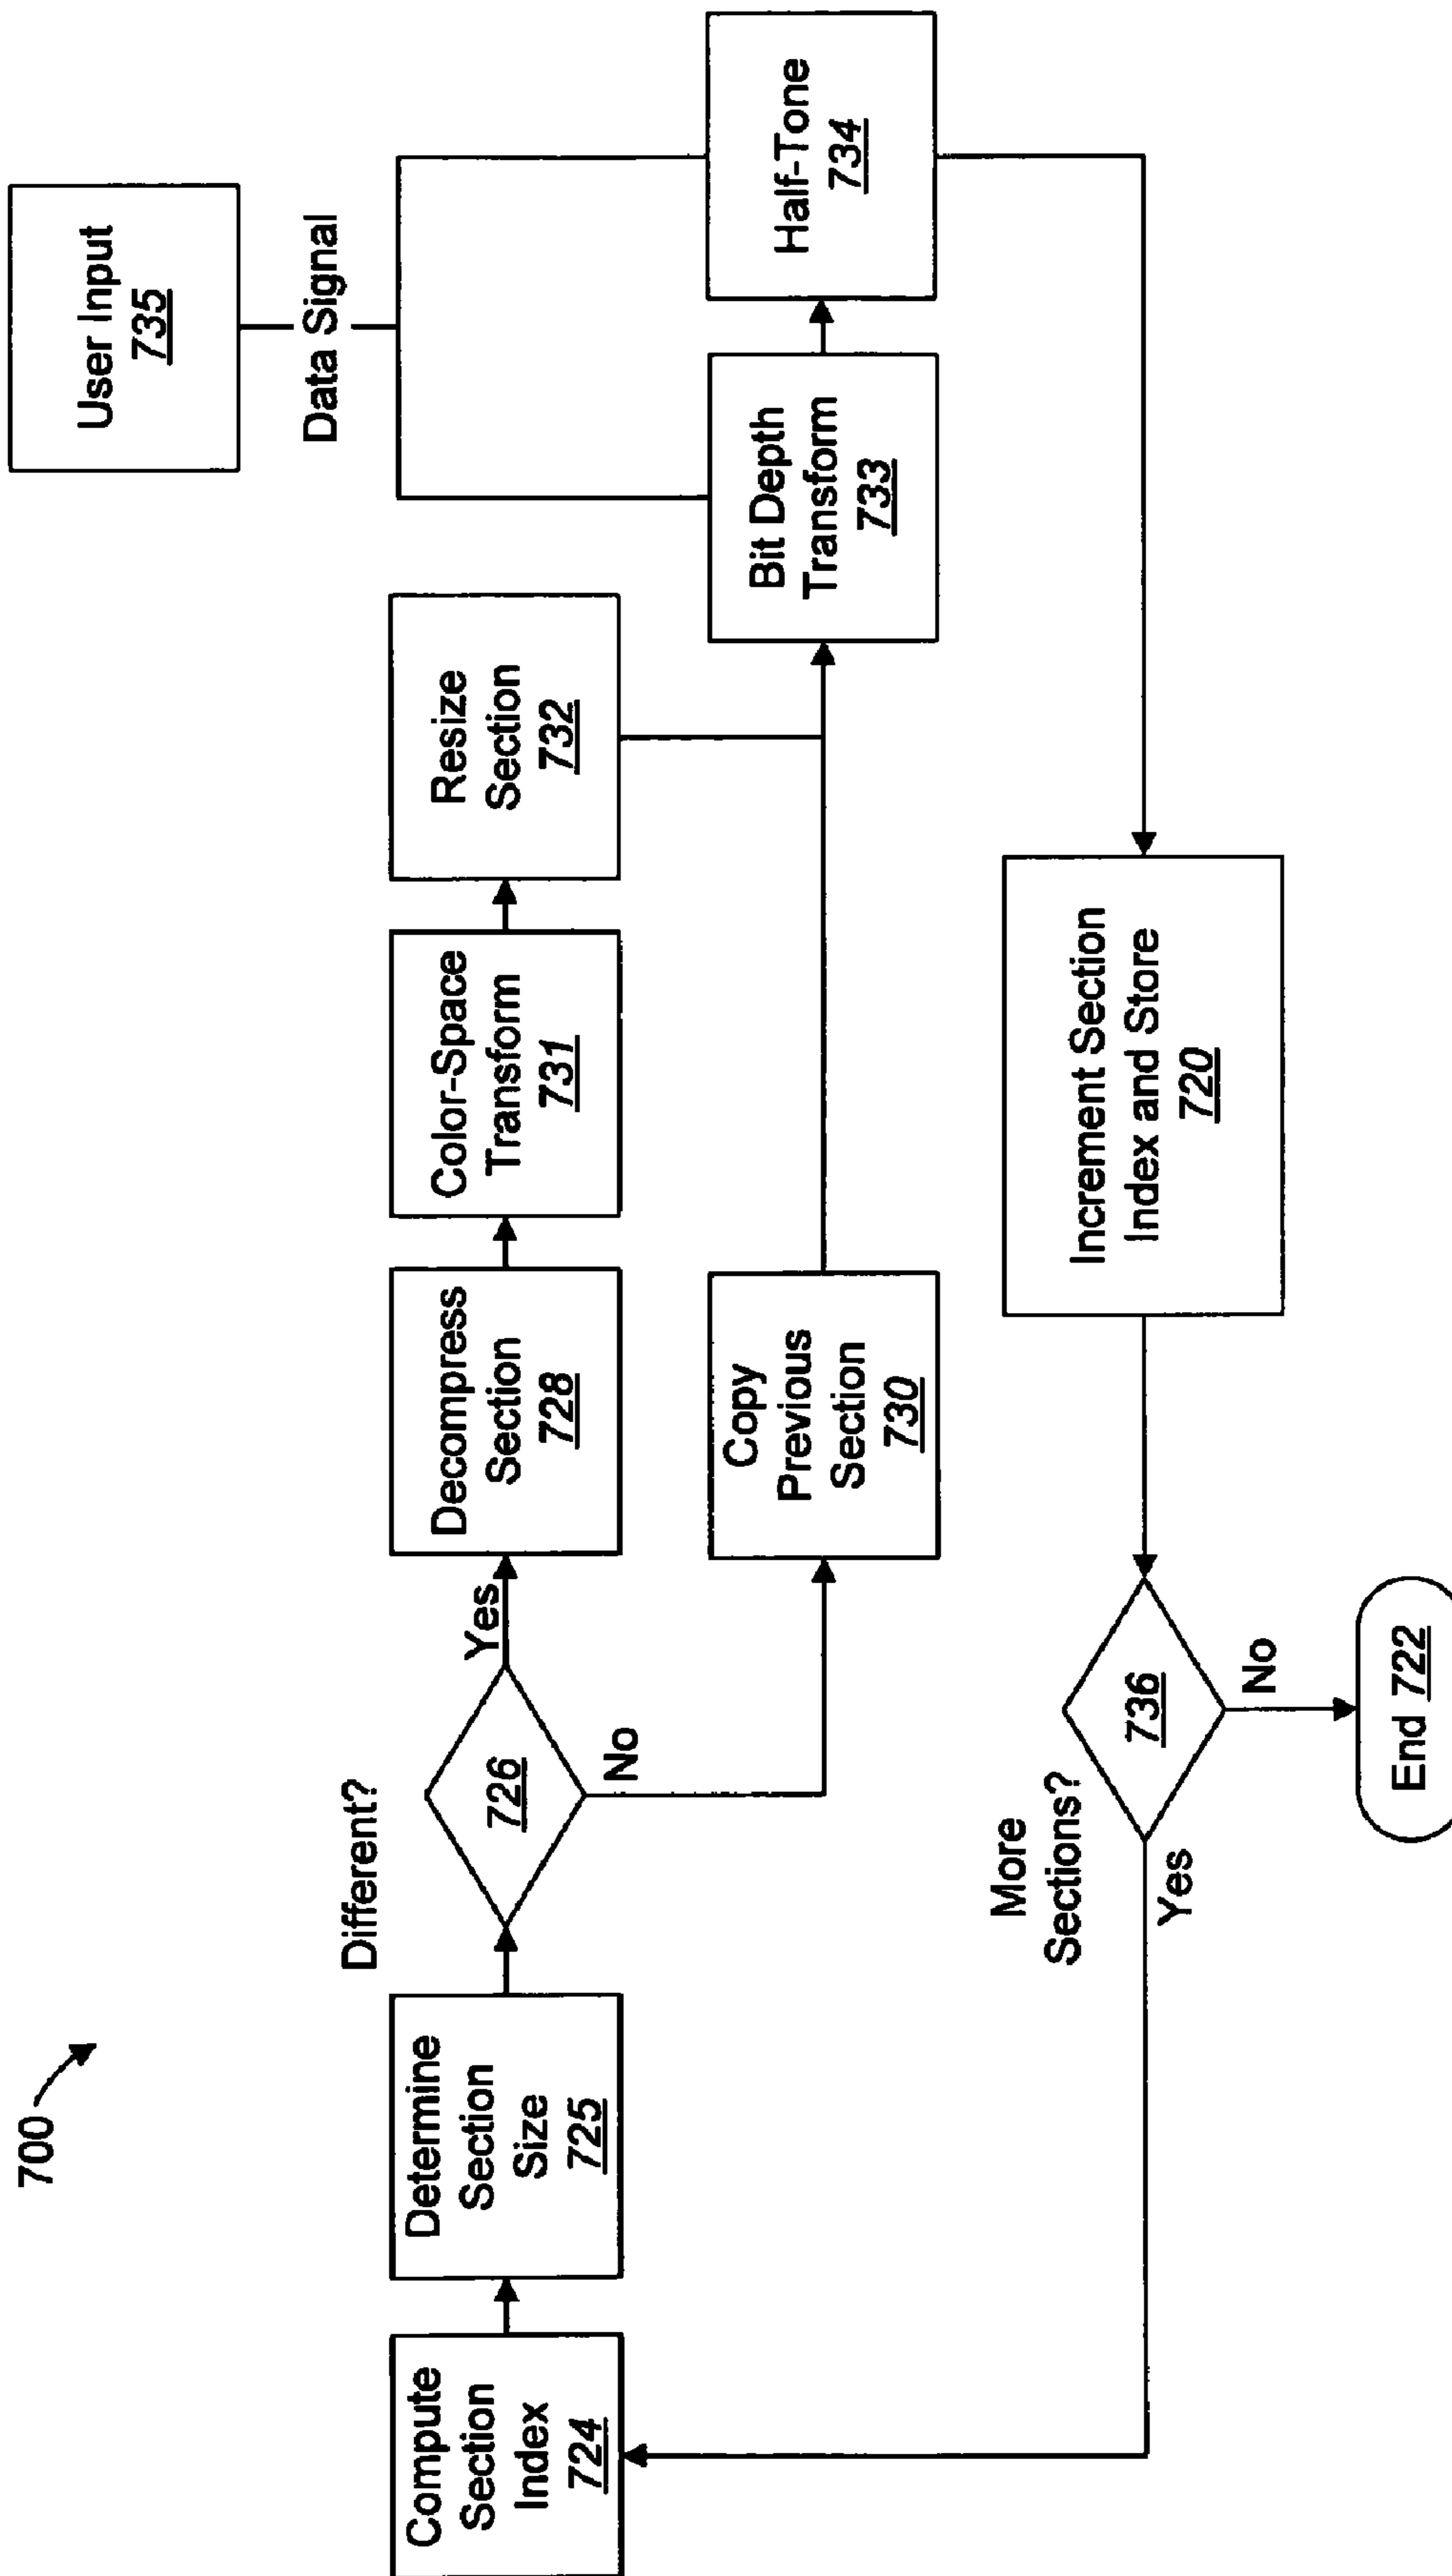 700
User Input
735
Data Signal
Compute
Section
Index
724
Determine
Section
Size
725
Different?
726
Yes
No
Decompress
Section
728
Color-Space
Transform
731
Resize
Section
732
Copy
Previous
Section
730
Bit Depth
Transform
733
Half-Tone
734
Increment Section
Index and Store
720
More
Sections?
736
Yes
No
End 722